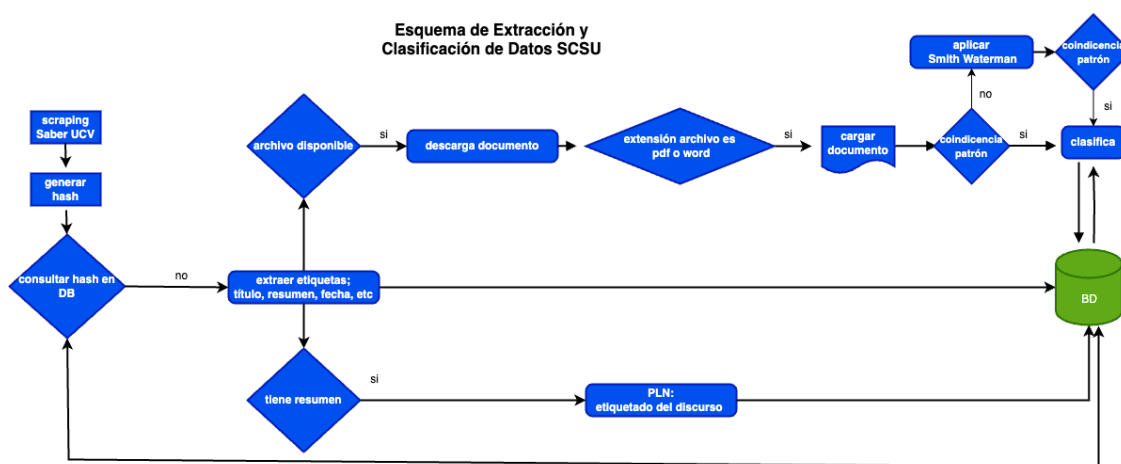 Esquema de Extracción y
Clasificación de Datos SCSU
aplicar
Smith Waterman
coindicencia
patrón
no
si
scraping
Saber UCV
archivo disponible
si
descarga documento
extensión archivo es
pdf o word
si
cargar
documento
coindicencia
patrón
si
clasifica
generar
hash
consultar hash en
DB
no
extraer etiquetas;
título, resumen, fecha, etc
BD
tiene resumen
si
PLN:
etiquetado del discurso